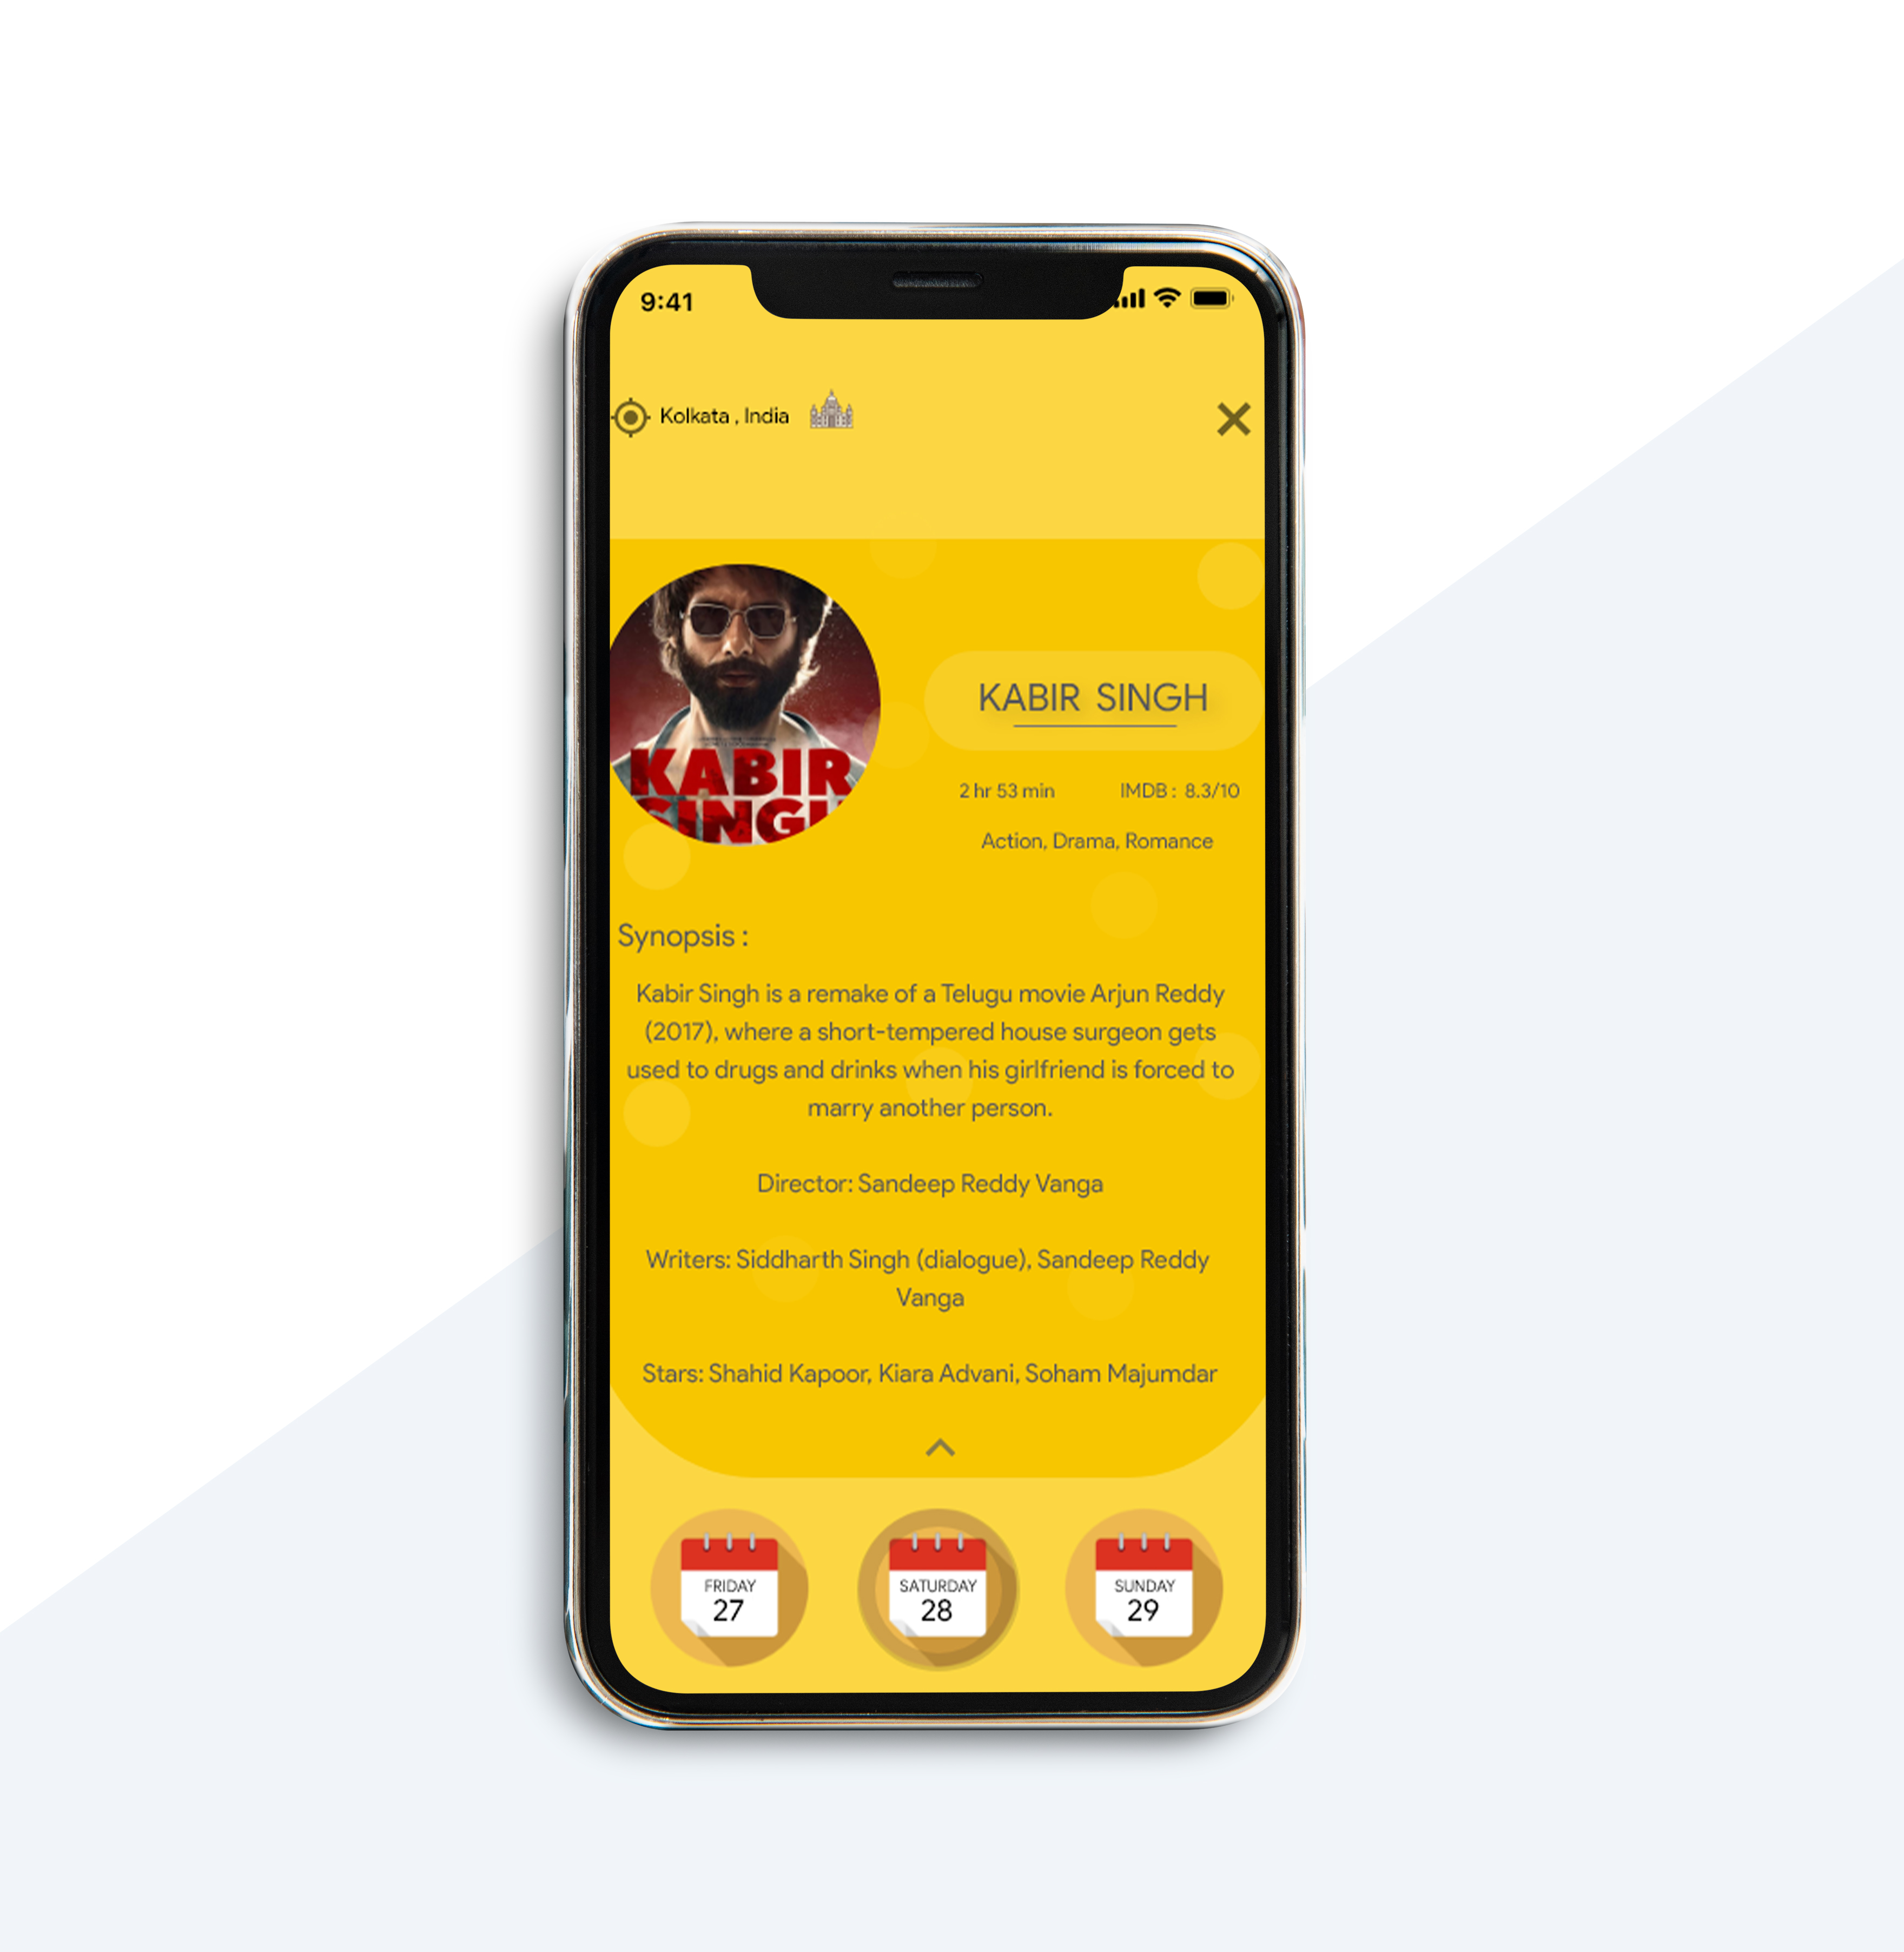 9:41
Kolkata , India
KABIR
SINGH
KABIR SINGH
2 hr 53 min IMDB : 8.3/10
Action, Drama, Romance
Synopsis :
Kabir Singh is a remake of a Telugu movie Arjun Reddy
(2017), where a short-tempered house surgeon gets
used to drugs and drinks when his girlfriend is forced to
marry another person.
Director: Sandeep Reddy Vanga
Writers: Siddharth Singh (dialogue), Sandeep Reddy
Vanga
Stars: Shahid Kapoor, Kiara Advani, Soham Majumdar
FRIDAY
27
SATURDAY
28
SUNDAY
29